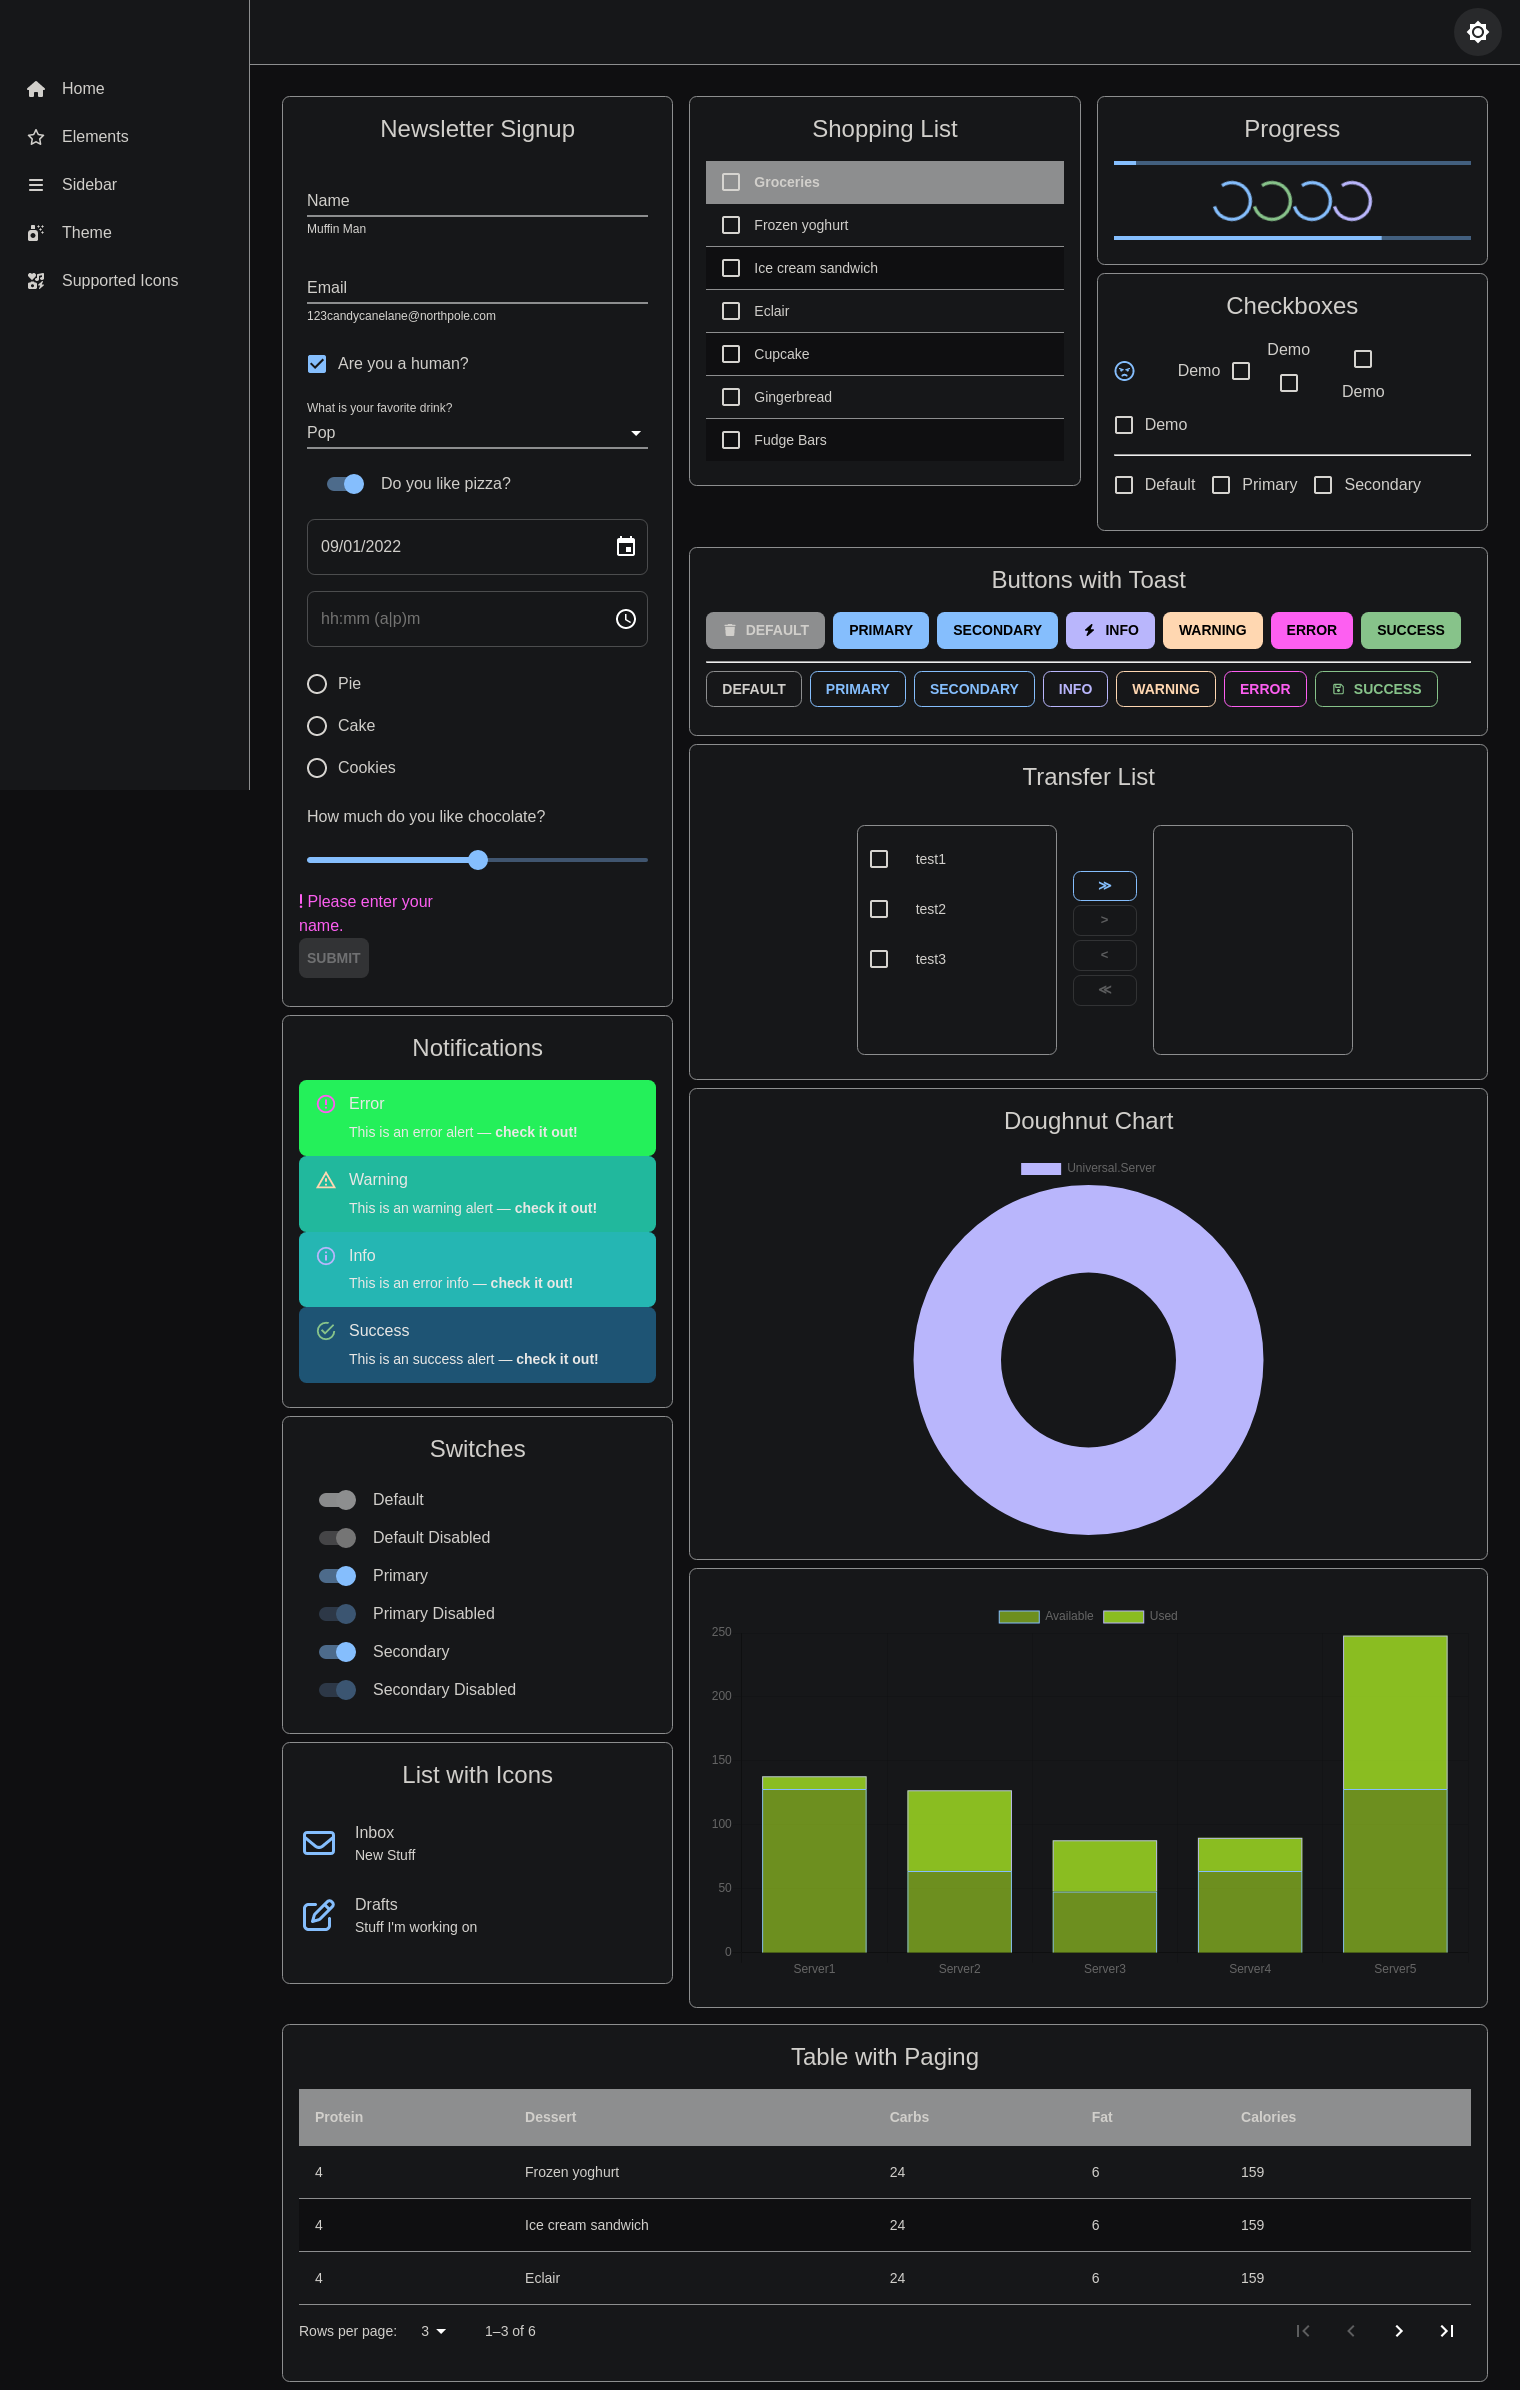 Home
Elements
Sidebar
Theme
Supported Icons
Newsletter Signup
Name
Muffin Man
Email
123candycanelane@northpole.com
Are you a human?
What is your favorite drink?
Pop
Do you like pizza?
09/01/2022
hh:mm (a|p)m
Pie
Cake
Cookies
How much do you like chocolate?
! Please enter your
name.
SUBMIT
Notifications
Error
This is an error alert — check it out!
Warning
This is an warning alert — check it out!
Info
This is an error info — check it out!
Success
This is an success alert — check it out!
Switches
Default
Default Disabled
Primary
Primary Disabled
Secondary
Secondary Disabled
List with Icons
Inbox
New Stuff
Drafts
Stuff I'm working on
Shopping List
Groceries
Frozen yoghurt
Ice cream sandwich
Eclair
Cupcake
Gingerbread
Fudge Bars
Progress
Checkboxes
Demo
Demo
Demo
Demo
Default Primary Secondary
Buttons with Toast
DEFAULT PRIMARY SECONDARY INFO WARNING ERROR SUCCESS
DEFAULT PRIMARY SECONDARY INFO WARNING ERROR SUCCESS
Transfer List
test1
test2
test3
≫
>
<
≪
Doughnut Chart
Universal.Server
Available Used
250
200
150
100
50
0
Server1 Server2 Server3 Server4 Server5
Table with Paging
Protein Dessert Carbs Fat Calories
4 Frozen yoghurt 24 6 159
4 Ice cream sandwich 24 6 159
4 Eclair 24 6 159
Rows per page: 3 1–3 of 6